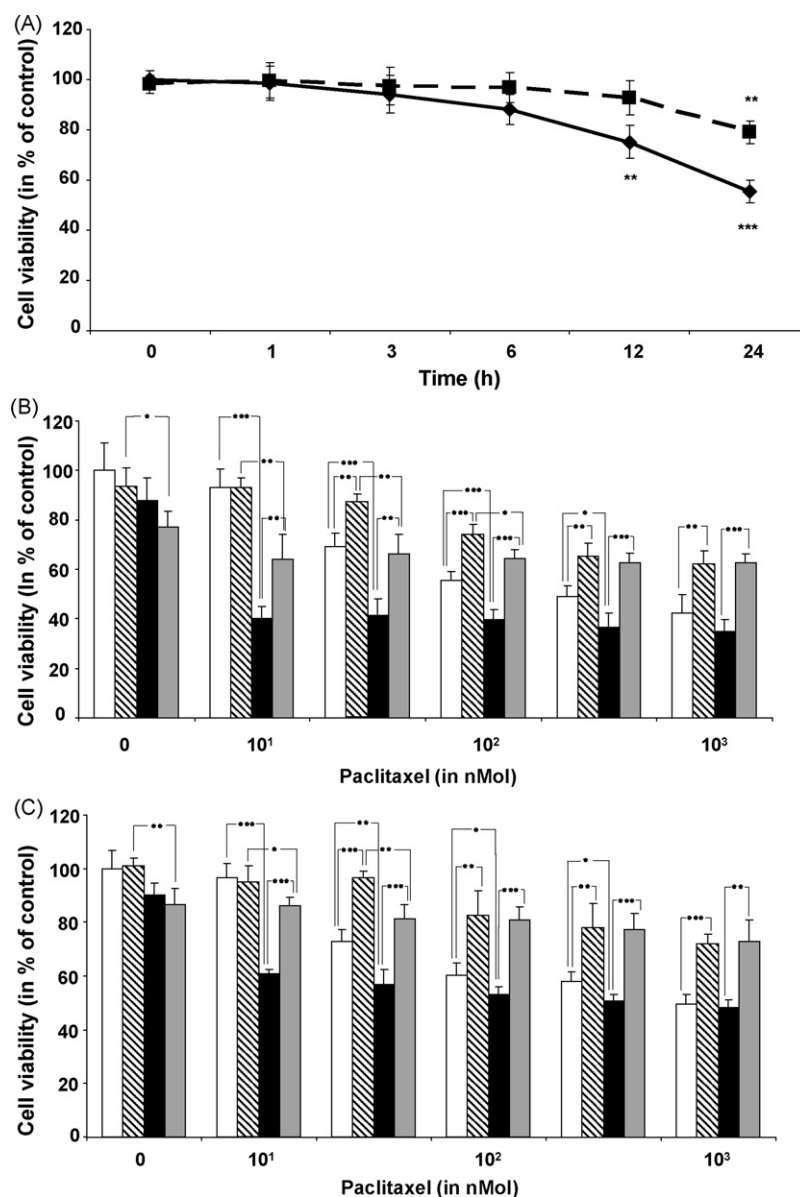 (A)
120
100
80
60
40
20
0
Cell viability (in % of control)
**
**
***
0 1 3 6 12 24
Time (h)
(B)
120
100
80
60
40
20
0
Cell viability (In % of control)
* *** ** ** *** ** ** ** *** *** * *** * ** *** ** ***
0 10¹ 10² 10³
Paclitaxel (in nMol)
(C)
120
100
80
60
40
20
0
Cell viability (in % of control)
** *** * *** ** *** ** *** * ** *** * ** *** *** **
0 10¹ 10² 10³
Paclitaxel (in nMol)